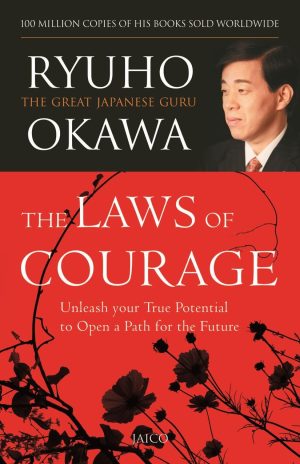 100 MILLION COPIES OF HIS BOOKS SOLD WORLDWIDE
RYUHO
THE GREAT JAPANESE GURU
OKAWA
THE LAWS OF
COURAGE
Unleash your True Potential
to Open a Path for the Future
JAICO